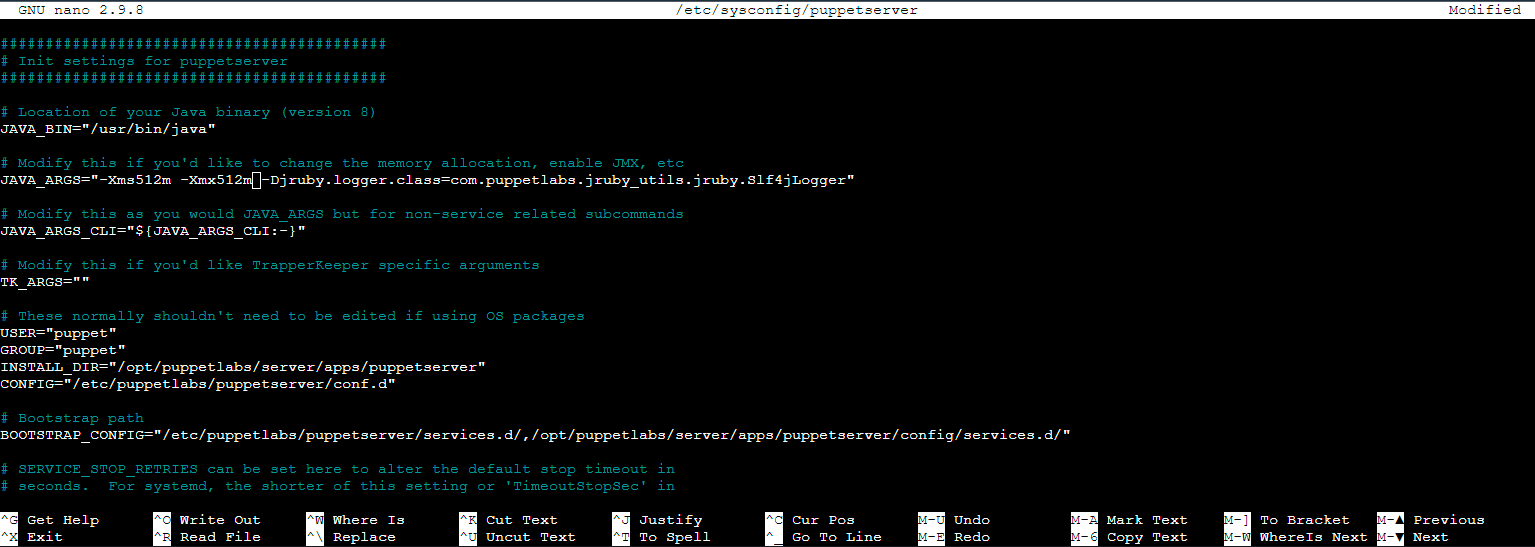 GNU nano 2.9.8 /etc/sysconfig/puppetserver Modified
###########################################
# Init settings for puppetserver
###########################################
# Location of your Java binary (version 8)
JAVA_BIN="/usr/bin/java"
# Modify this if you'd like to change the memory allocation, enable JMX, etc
JAVA_ARGS="-Xms512m -Xmx512m -Djruby.logger.class=com.puppetlabs.jruby_utils.jruby.Slf4jLogger"
# Modify this as you would JAVA_ARGS but for non-service related subcommands
JAVA_ARGS_CLI="${JAVA_ARGS_CLI:-}"
# Modify this if you'd like TrapperKeeper specific arguments
TK_ARGS=""
# These normally shouldn't need to be edited if using OS packages
USER="puppet"
GROUP="puppet"
INSTALL_DIR="/opt/puppetlabs/server/apps/puppetserver"
CONFIG="/etc/puppetlabs/puppetserver/conf.d"
# Bootstrap path
BOOTSTRAP_CONFIG="/etc/puppetlabs/puppetserver/services.d/,/opt/puppetlabs/server/apps/puppetserver/config/services.d/"
# SERVICE_STOP_RETRIES can be set here to alter the default stop timeout in
# seconds.  For systemd, the shorter of this setting or 'TimeoutStopSec' in
^G Get Help ^O Write Out ^W Where Is ^K Cut Text ^J Justify ^C Cur Pos M-U Undo M-A Mark Text M-] To Bracket M-▲ Previous
^X Exit ^R Read File ^\ Replace ^U Uncut Text ^T To Spell ^_ Go To Line M-E Redo M-6 Copy Text M-W WhereIs Next M-▼ Next